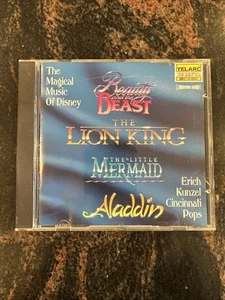 The
Magical
Music
Of Disney
TELARC
Beauty
and the
BEAST
THE
LION KING
THE LITTLE
MERMAID
Aladdin
Erich
Kunzel
Cincinnati
Pops